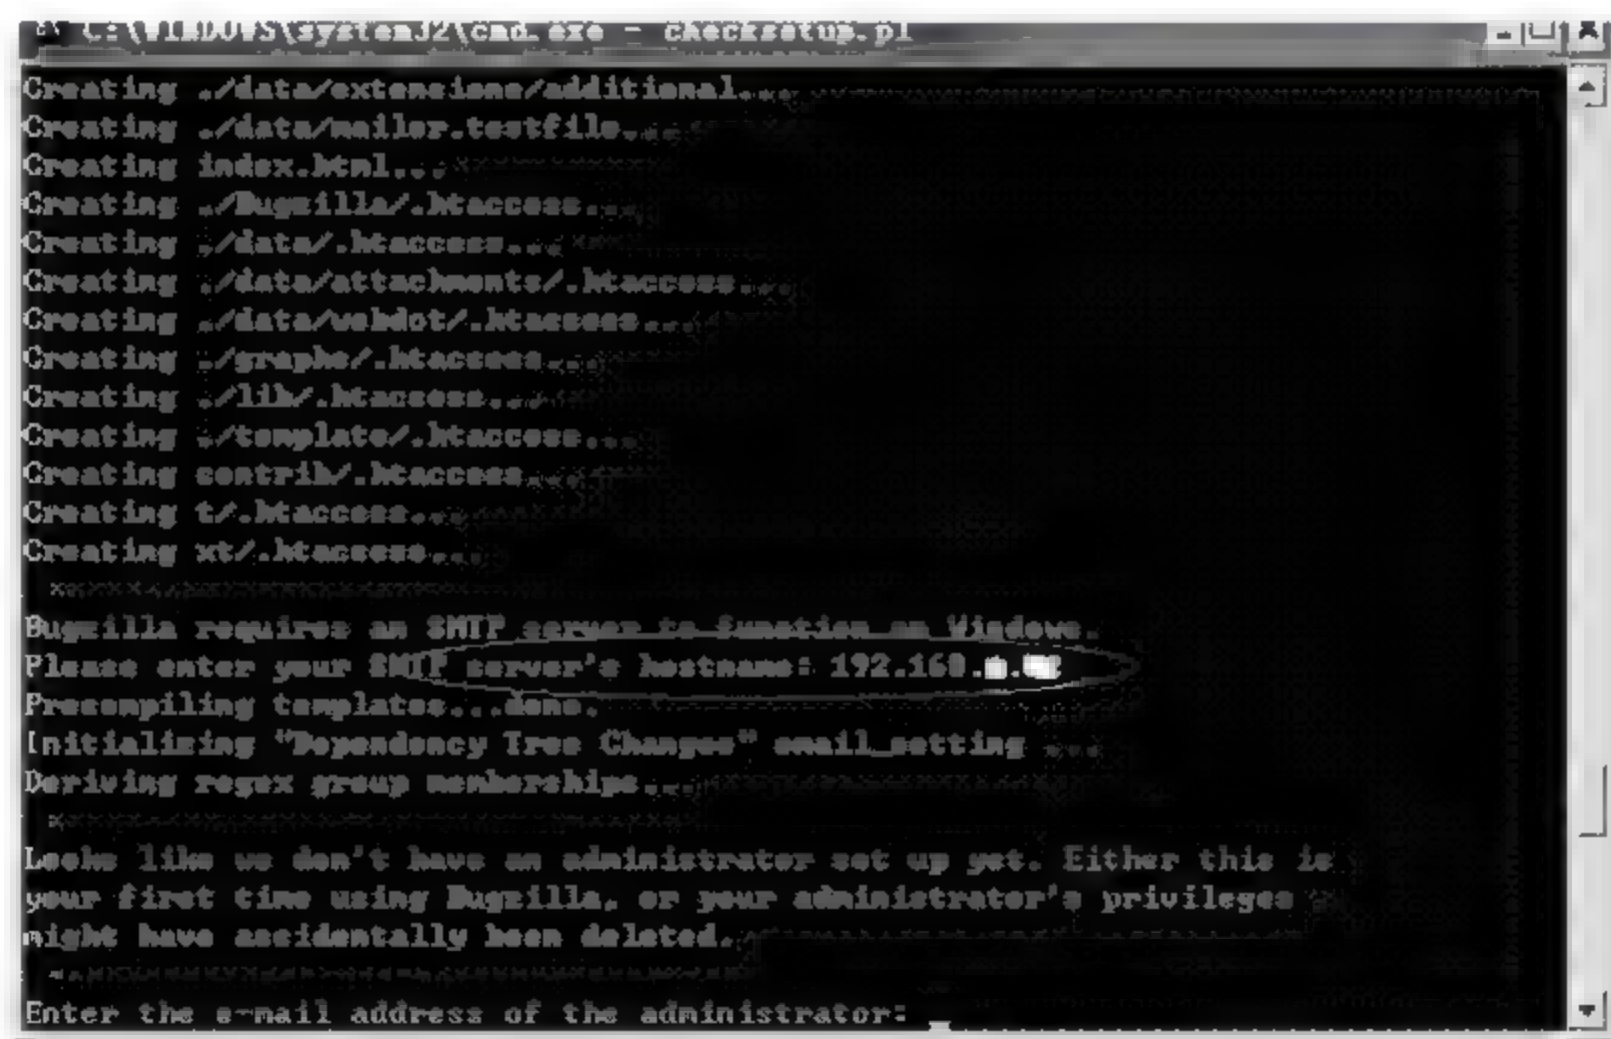 C:\WINDOWS\system32\cmd.exe - checksetup.pl
Creating ./data/extensions/additional...
Creating ./data/mailer.testfile...
Creating index.html...
Creating ./Bugzilla/.htaccess...
Creating ./data/.htaccess...
Creating ./data/attachments/.htaccess...
Creating ./data/webdot/.htaccess...
Creating ./graphs/.htaccess...
Creating ./lib/.htaccess...
Creating ./template/.htaccess...
Creating contrib/.htaccess...
Creating t/.htaccess...
Creating xt/.htaccess...
Bugzilla requires an SMTP server to function on Windows.
Please enter your SMTP server's hostname: 192.168.
Precompiling templates...done.
Initializing "Dependency Tree Changes" email_setting ...
Deriving regex group memberships...
Looks like we don't have an administrator set up yet. Either this is
your first time using Bugzilla, or your administrator's privileges
might have accidentally been deleted.
Enter the e-mail address of the administrator: